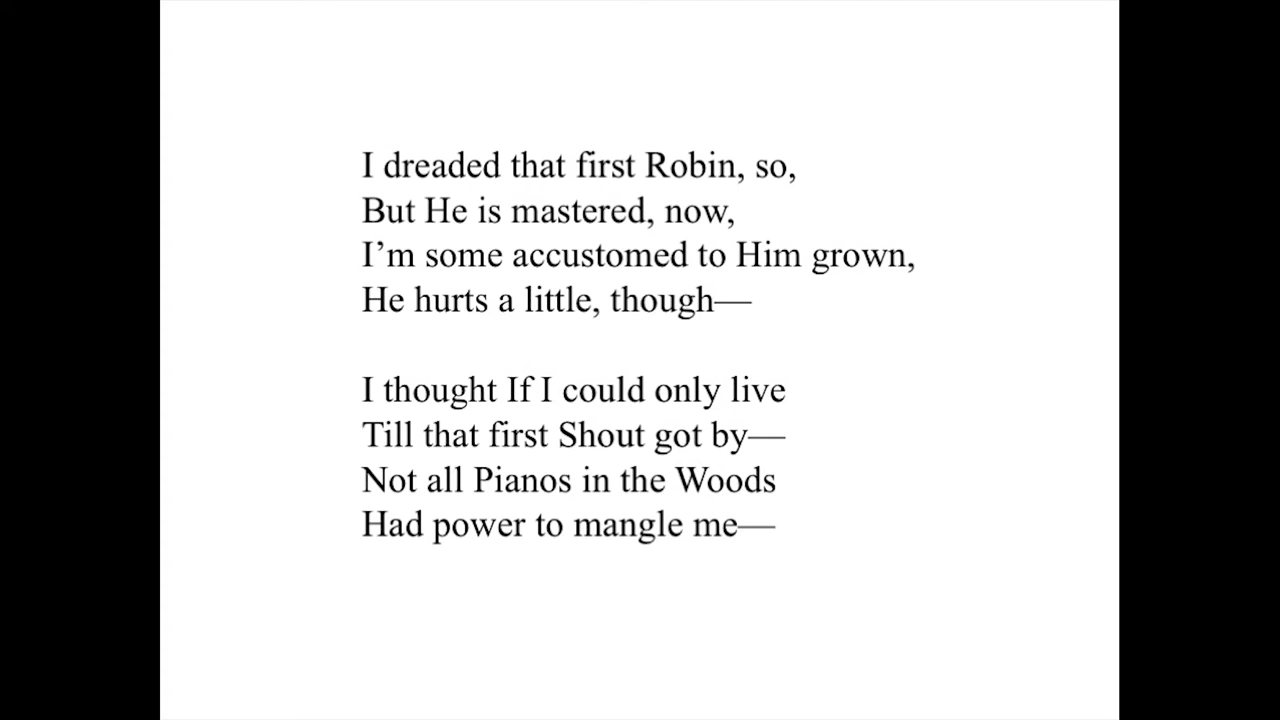 I dreaded that first Robin, so,
But He is mastered, now,
I’m some accustomed to Him grown,
He hurts a little, though—
I thought If I could only live
Till that first Shout got by—
Not all Pianos in the Woods
Had power to mangle me—